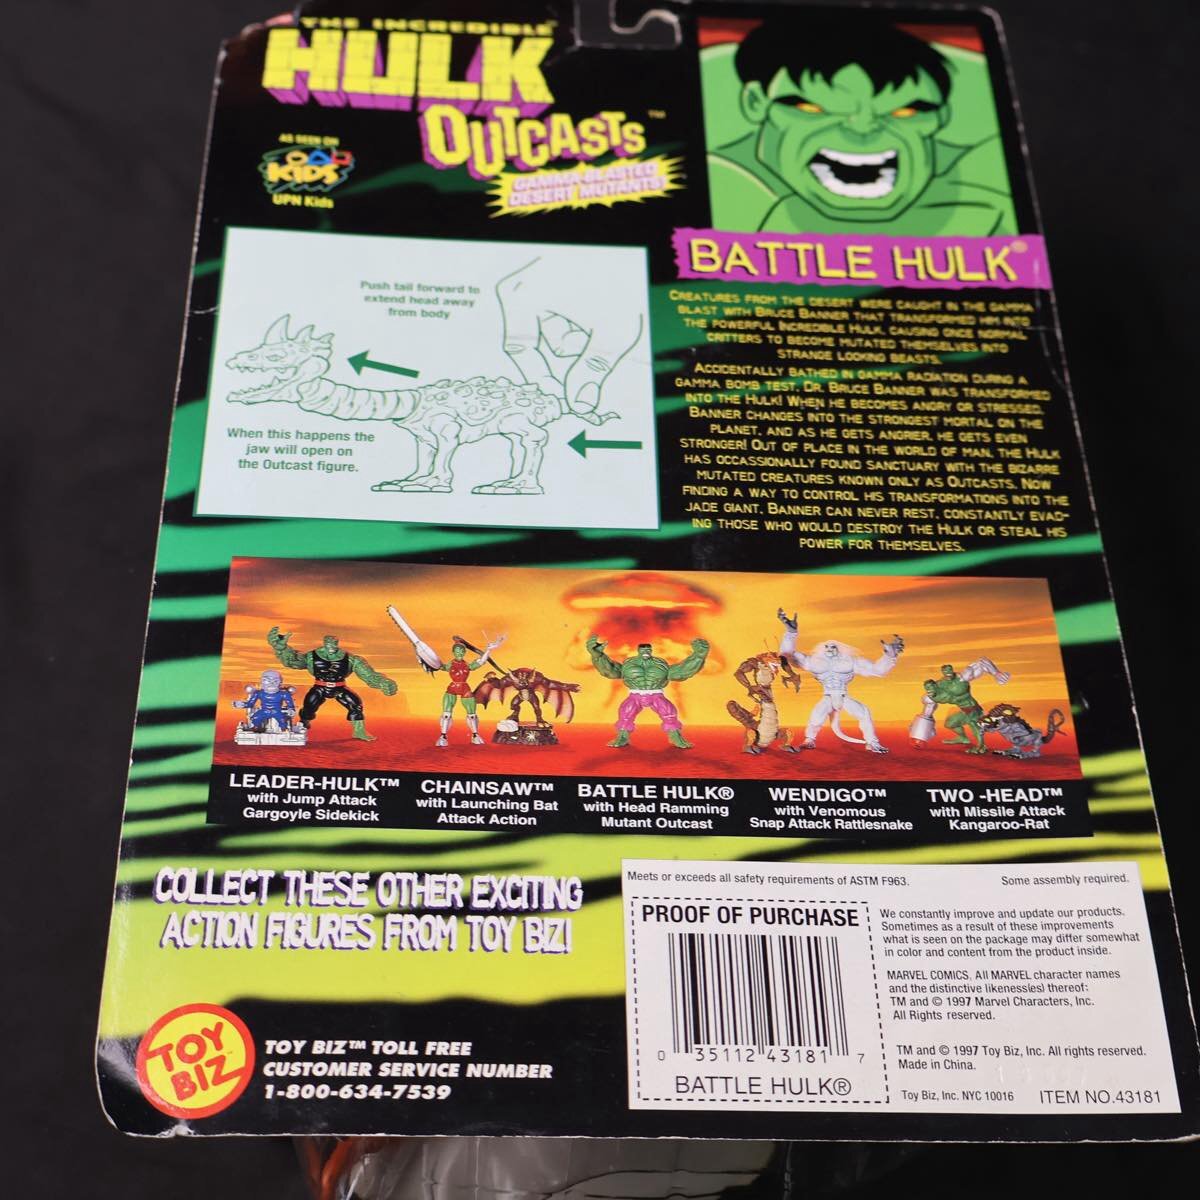 THE INCREDIBLE
HULK
OUTCASTS™
GAMMA-BLASTED
DESERT MUTANTS!
AS SEEN ON
KIDS
UPN Kids
Push tail forward to
extend head away
from body
When this happens the
jaw will open on
the Outcast figure.
BATTLE HULK®
CREATURES FROM THE DESERT WERE CAUGHT IN THE GAMMA
BLAST WITH BRUCE BANNER THAT TRANSFORMED HIM INTO
THE POWERFUL INCREDIBLE HULK, CAUSING ONCE NORMAL
CRITTERS TO BECOME MUTATED THEMSELVES INTO
STRANGE LOOKING BEASTS.
ACCIDENTALLY BATHED IN GAMMA RADIATION DURING A
GAMMA BOMB TEST, DR. BRUCE BANNER WAS TRANSFORMED
INTO THE HULK! WHEN HE BECOMES ANGRY OR STRESSED,
BANNER CHANGES INTO THE STRONGEST MORTAL ON THE
PLANET, AND AS HE GETS ANGRIER, HE GETS EVEN
STRONGER! OUT OF PLACE IN THE WORLD OF MAN, THE HULK
HAS OCCASSIONALLY FOUND SANCTUARY WITH THE BIZARRE
MUTATED CREATURES KNOWN ONLY AS OUTCASTS. NOW
FINDING A WAY TO CONTROL HIS TRANSFORMATIONS INTO THE
JADE GIANT, BANNER CAN NEVER REST, CONSTANTLY EVAD-
ING THOSE WHO WOULD DESTROY THE HULK OR STEAL HIS
POWER FOR THEMSELVES.
LEADER-HULK™
with Jump Attack
Gargoyle Sidekick
CHAINSAW™
with Launching Bat
Attack Action
BATTLE HULK®
with Head Ramming
Mutant Outcast
WENDIGO™
with Venomous
Snap Attack Rattlesnake
TWO -HEAD™
with Missile Attack
Kangaroo-Rat
COLLECT THESE OTHER EXCITING
ACTION FIGURES FROM TOY BIZ!
TOY
BIZ
TOY BIZ™ TOLL FREE
CUSTOMER SERVICE NUMBER
1-800-634-7539
Meets or exceeds all safety requirements of ASTM F963.
Some assembly required.
PROOF OF PURCHASE
0 35112 43181 7
BATTLE HULK®
We constantly improve and update our products.
Sometimes as a result of these improvements
what is seen on the package may differ somewhat
in color and content from the product inside.
MARVEL COMICS, All MARVEL character names
and the distinctive likeness(es) thereof:
TM and © 1997 Marvel Characters, Inc.
All Rights reserved.
TM and © 1997 Toy Biz, Inc. All rights reserved.
Made in China.
Toy Biz, Inc. NYC 10016
ITEM NO.43181